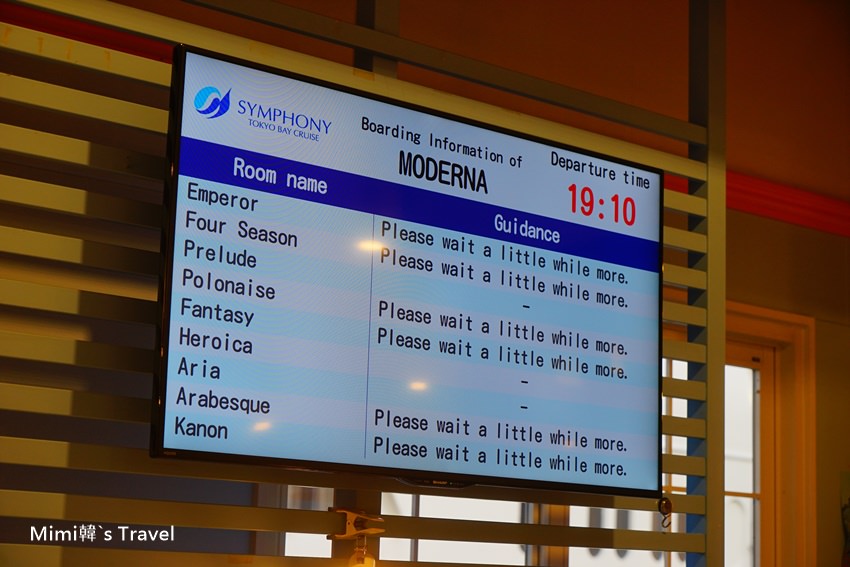 SYMPHONY
TOKYO BAY CRUISE
Boarding Information of
MODERNA
Departure time
19:10
Room name Guidance
Emperor Please wait a little while more.
Four Season Please wait a little while more.
Prelude -
Polonaise Please wait a little while more.
Fantasy Please wait a little while more.
Heroica -
Aria -
Arabesque Please wait a little while more.
Kanon Please wait a little while more.
Mimi韓`s Travel